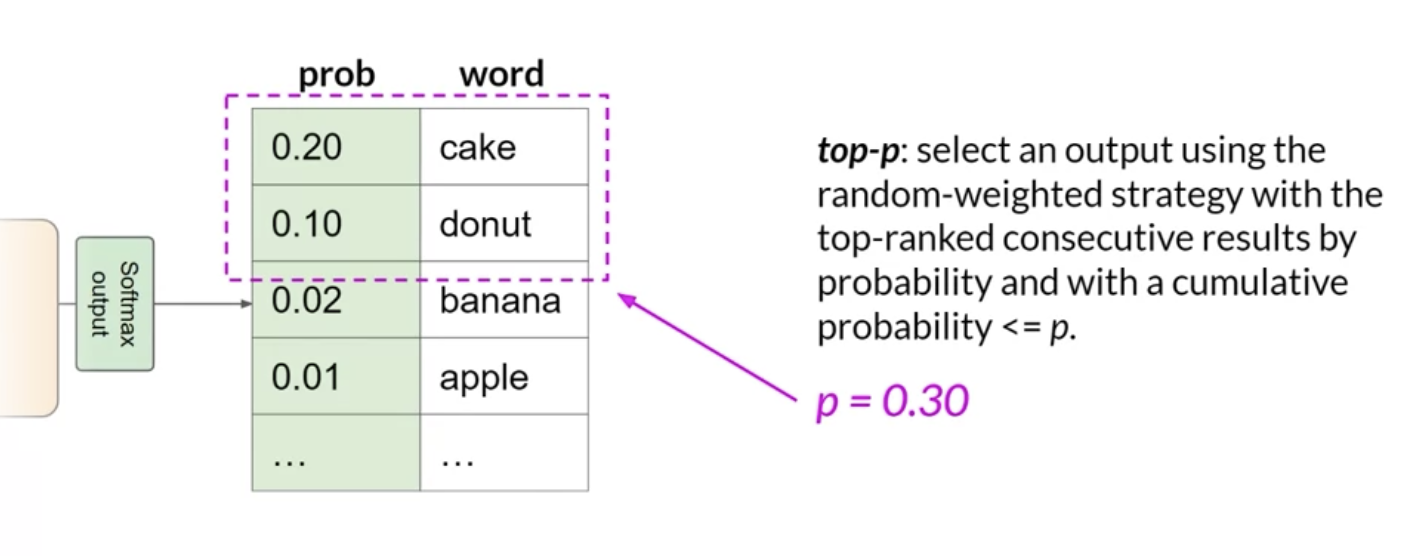 prob word
0.20 cake
0.10 donut
0.02 banana
0.01 apple
... ...
Softmax
output
top-p: select an output using the
random-weighted strategy with the
top-ranked consecutive results by
probability and with a cumulative
probability <= p.
p = 0.30